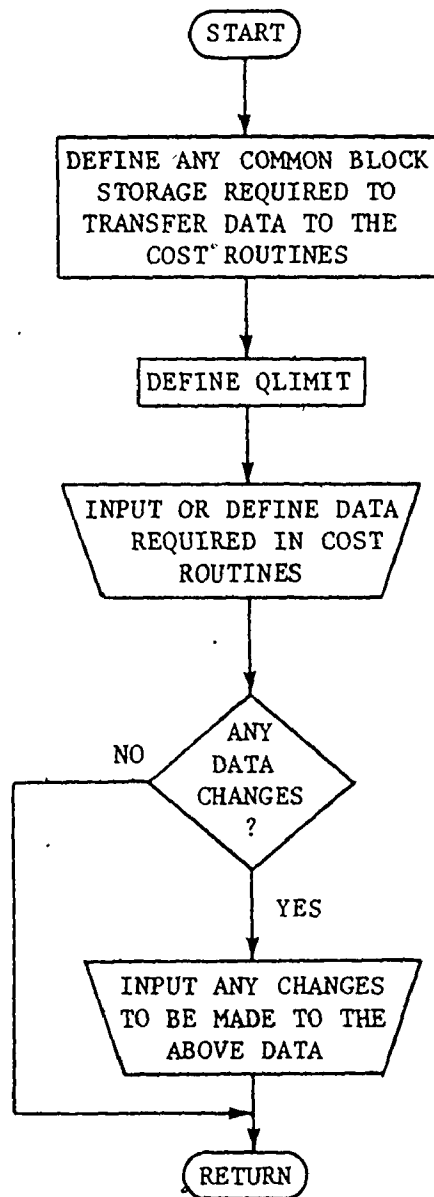 START
DEFINE ANY COMMON BLOCK
STORAGE REQUIRED TO
TRANSFER DATA TO THE
COST ROUTINES
DEFINE QLIMIT
INPUT OR DEFINE DATA
REQUIRED IN COST
ROUTINES
ANY
DATA
CHANGES
?
NO
YES
INPUT ANY CHANGES
TO BE MADE TO THE
ABOVE DATA
RETURN